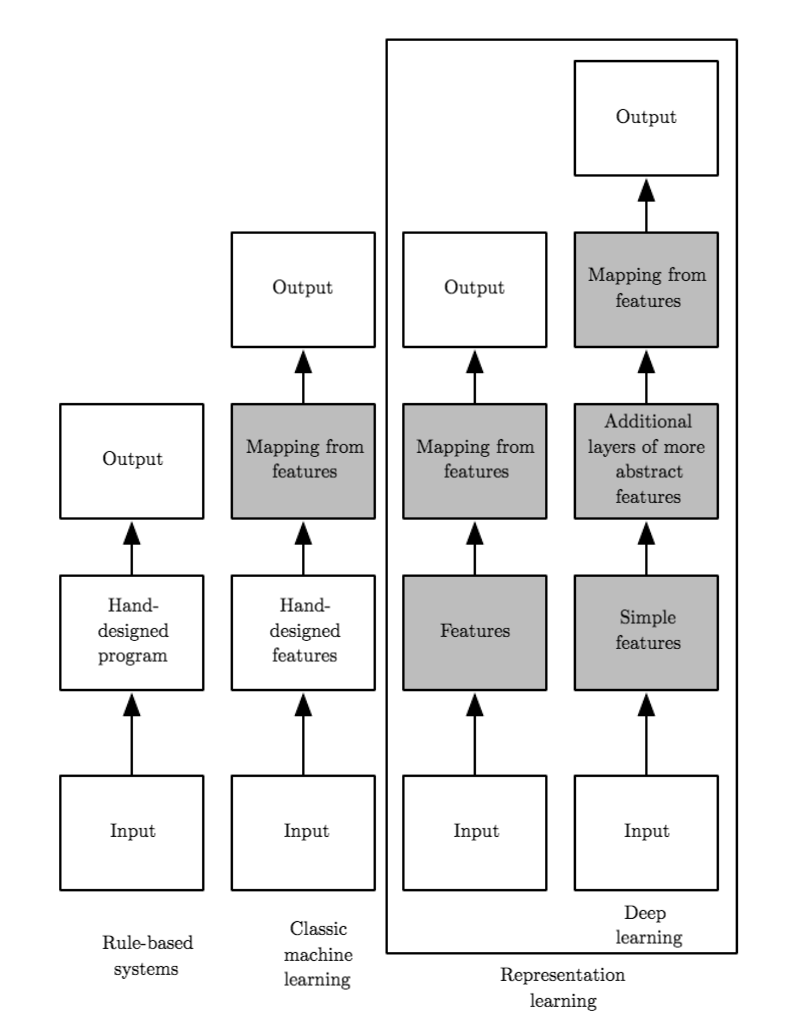 Output
Output
Output
Mapping from
features
Output
Mapping from
features
Mapping from
features
Additional
layers of more
abstract
features
Hand-
designed
program
Hand-
designed
features
Features
Simple
features
Input
Input
Input
Input
Rule-based
systems
Classic
machine
learning
Deep
learning
Representation
learning